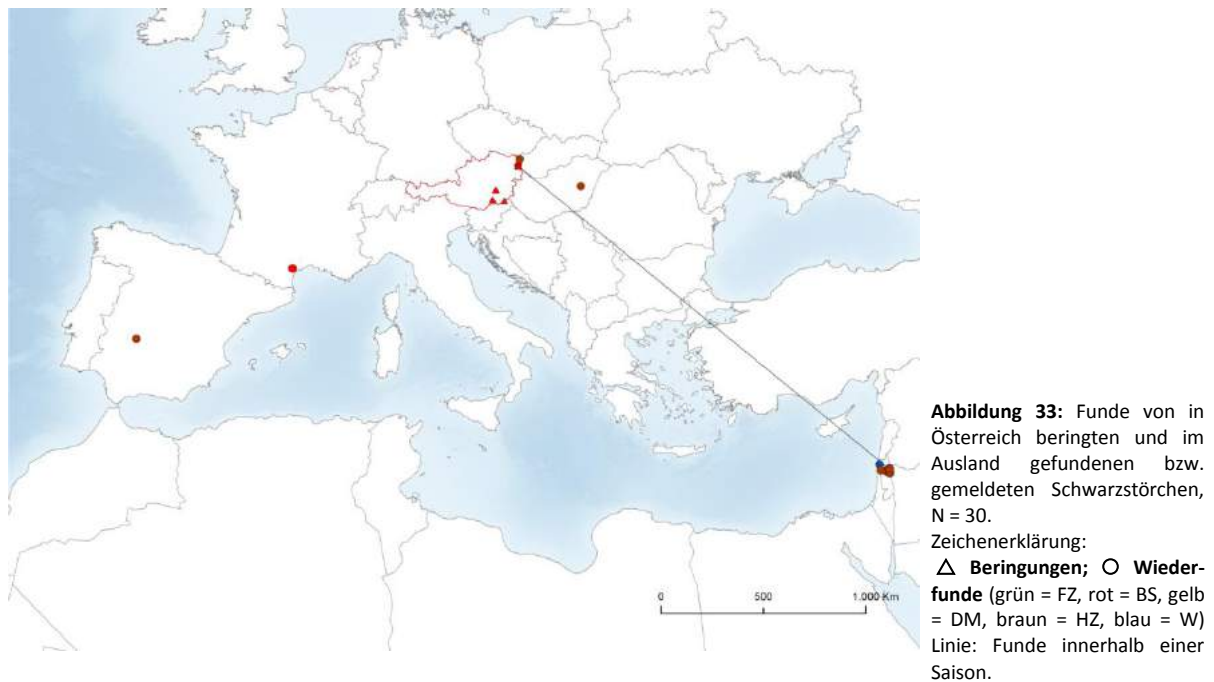 Abbildung 33: Funde von in
Österreich beringten und im
Ausland gefundenen bzw.
gemeldeten Schwarzstörchen,
N = 30.
Zeichenerklärung:
△ Beringungen; ○ Wieder-
funde (grün = FZ, rot = BS, gelb
= DM, braun = HZ, blau = W)
Linie: Funde innerhalb einer
Saison.
0 500 1.000 Km